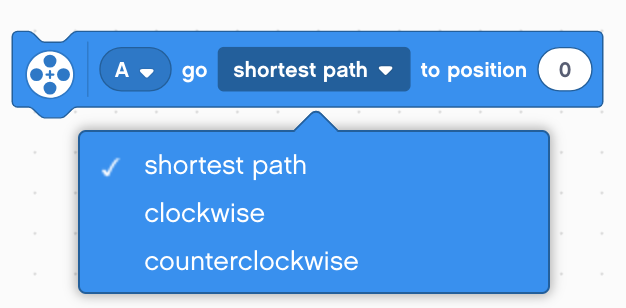 A go shortest path to position 0
shortest path
clockwise
counterclockwise